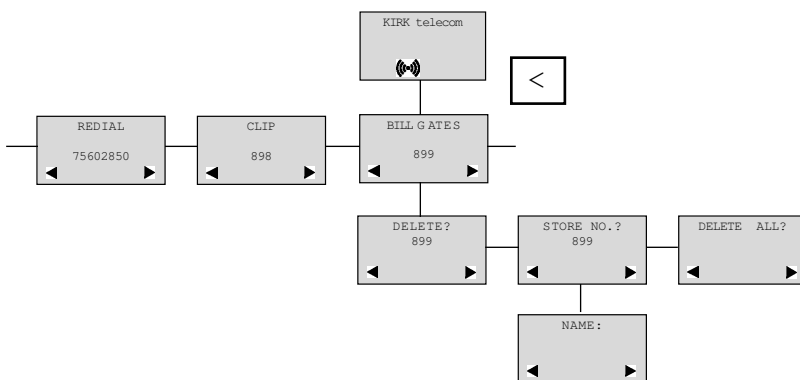 KIRK telecom
<
REDIAL
75602850
CLIP
898
BILL GATES
899
DELETE?
899
STORE NO.?
899
DELETE ALL?
NAME: